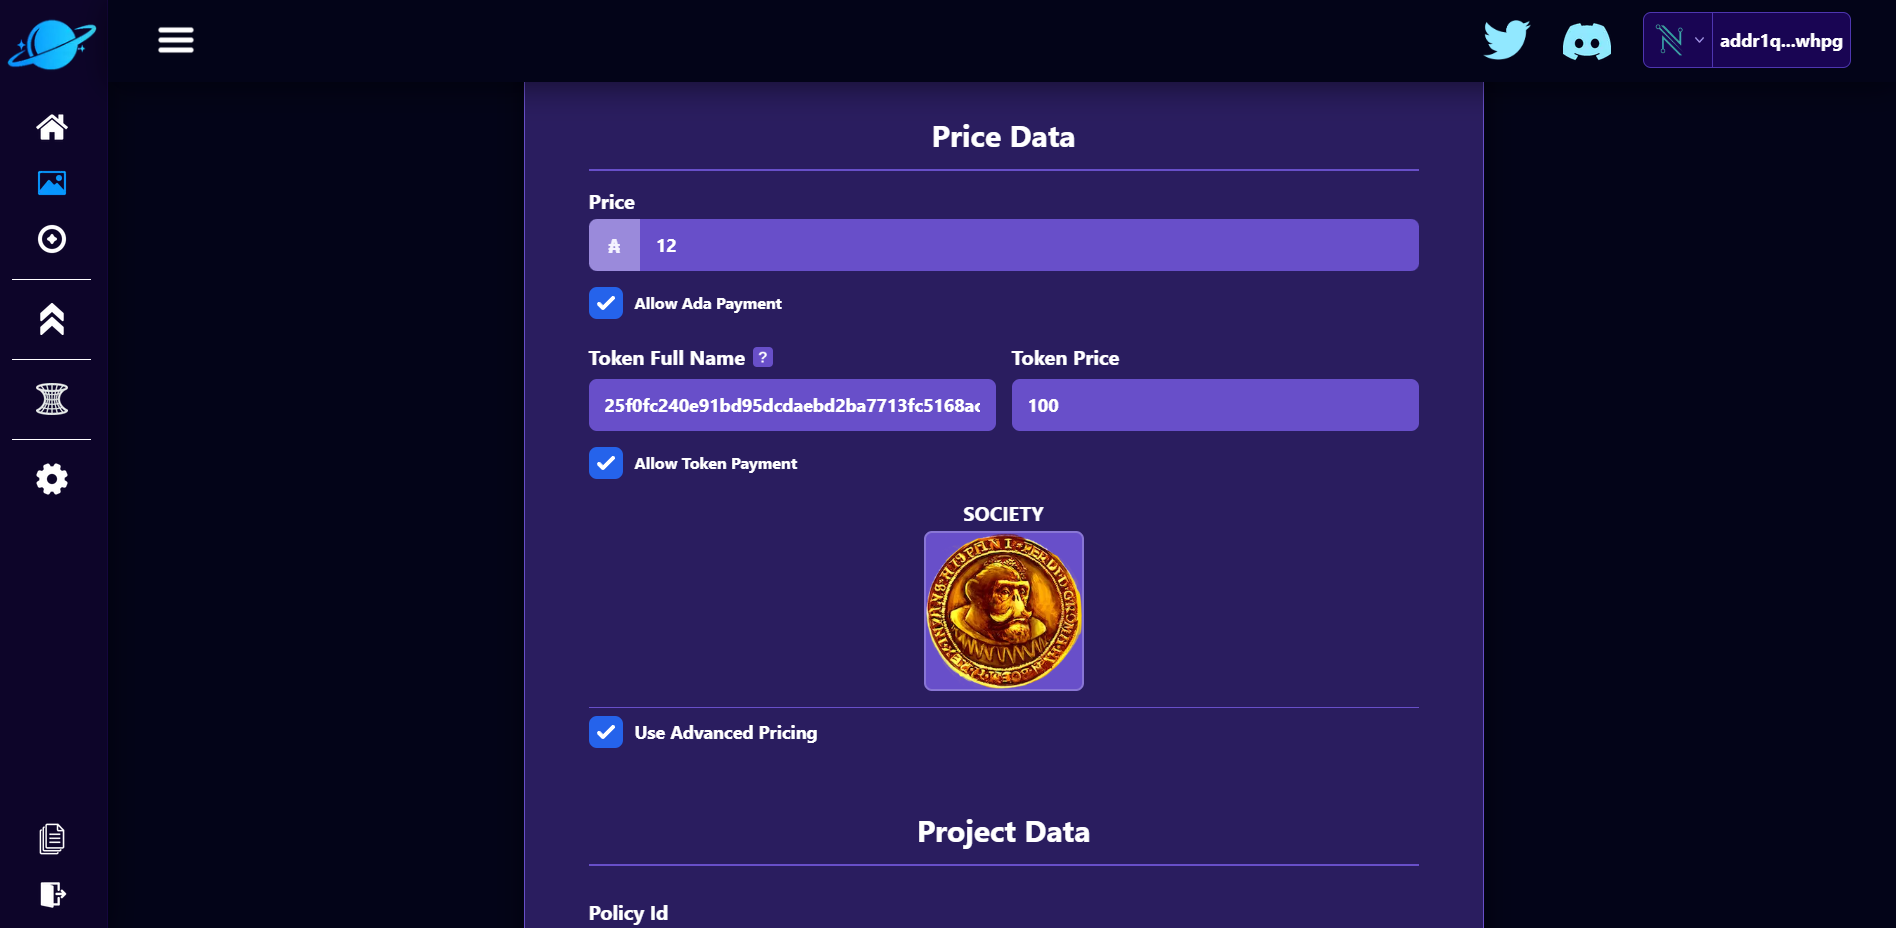 addr1q...whpg
Price Data
Price
₳ 12
Allow Ada Payment
Token Full Name ?
Token Price
25f0fc240e91bd95dcdaebd2ba7713fc5168ac
100
Allow Token Payment
SOCIETY
Use Advanced Pricing
Project Data
Policy Id